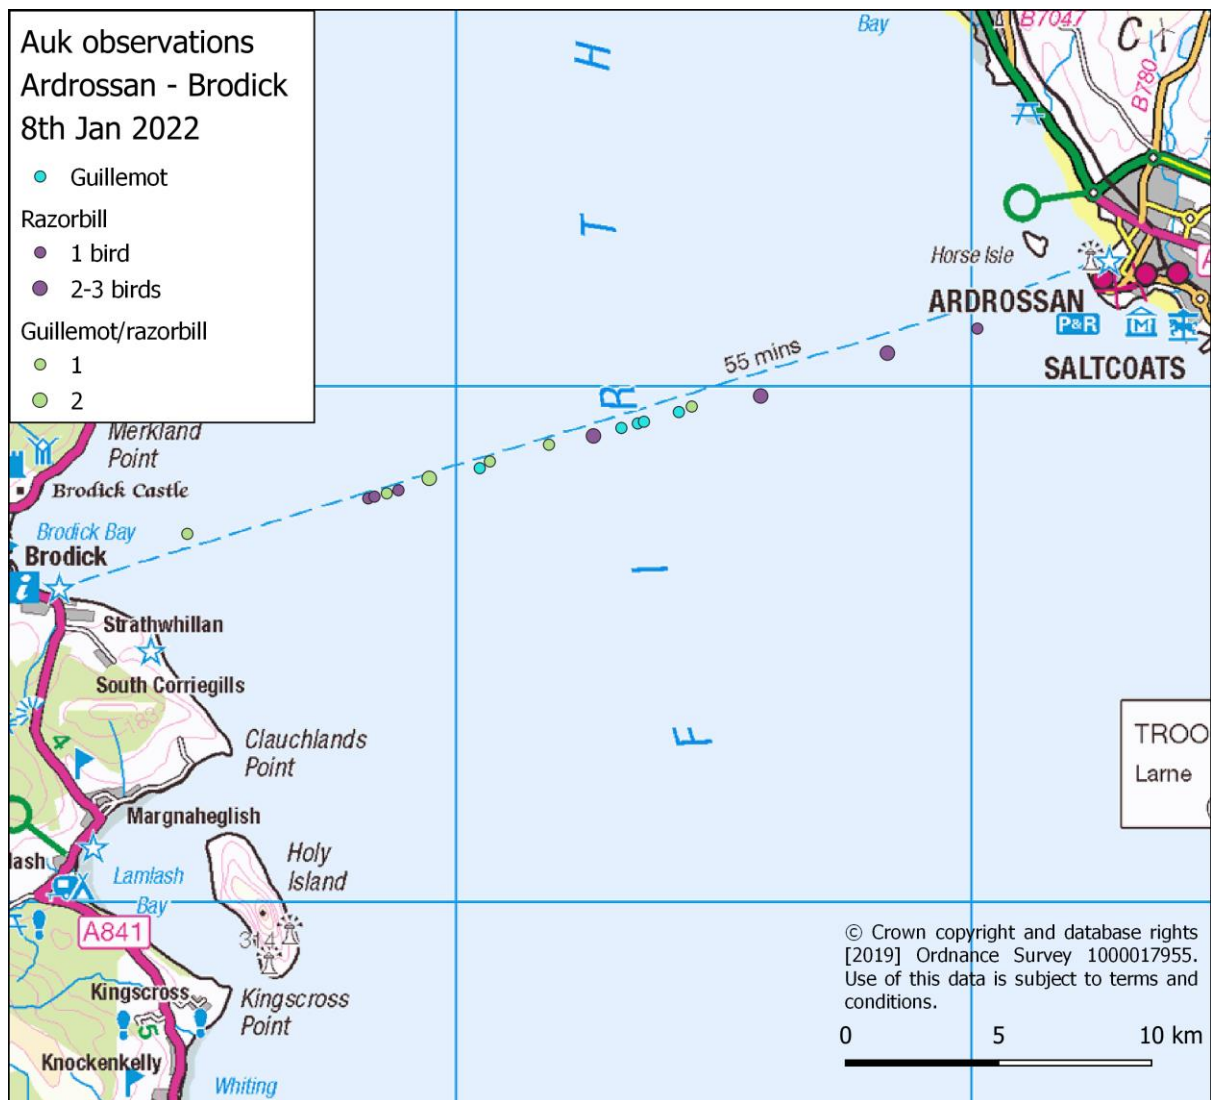 Auk observations
Ardrossan - Brodick
8th Jan 2022
Guillemot
Razorbill
1 bird
2-3 birds
Guillemot/razorbill
1
2
Bay
B7047
C
B780
H
T
R
I
F
Horse Isle
ARDROSSAN
A
P&R
M
SALTCOATS
55 mins
Merkland
Point
Brodick Castle
Brodick Bay
Brodick
i
Strathwhillan
South Corriegills
183
4
Clauchlands
Point
TROO
Larne
Margnaheglish
lash
Lamlash
Bay
Holy
Island
314
A841
Kingscross
Kingscross
Point
5
Knockenkelly
Whiting
© Crown copyright and database rights
[2019] Ordnance Survey 1000017955.
Use of this data is subject to terms and
conditions.
0 5 10 km